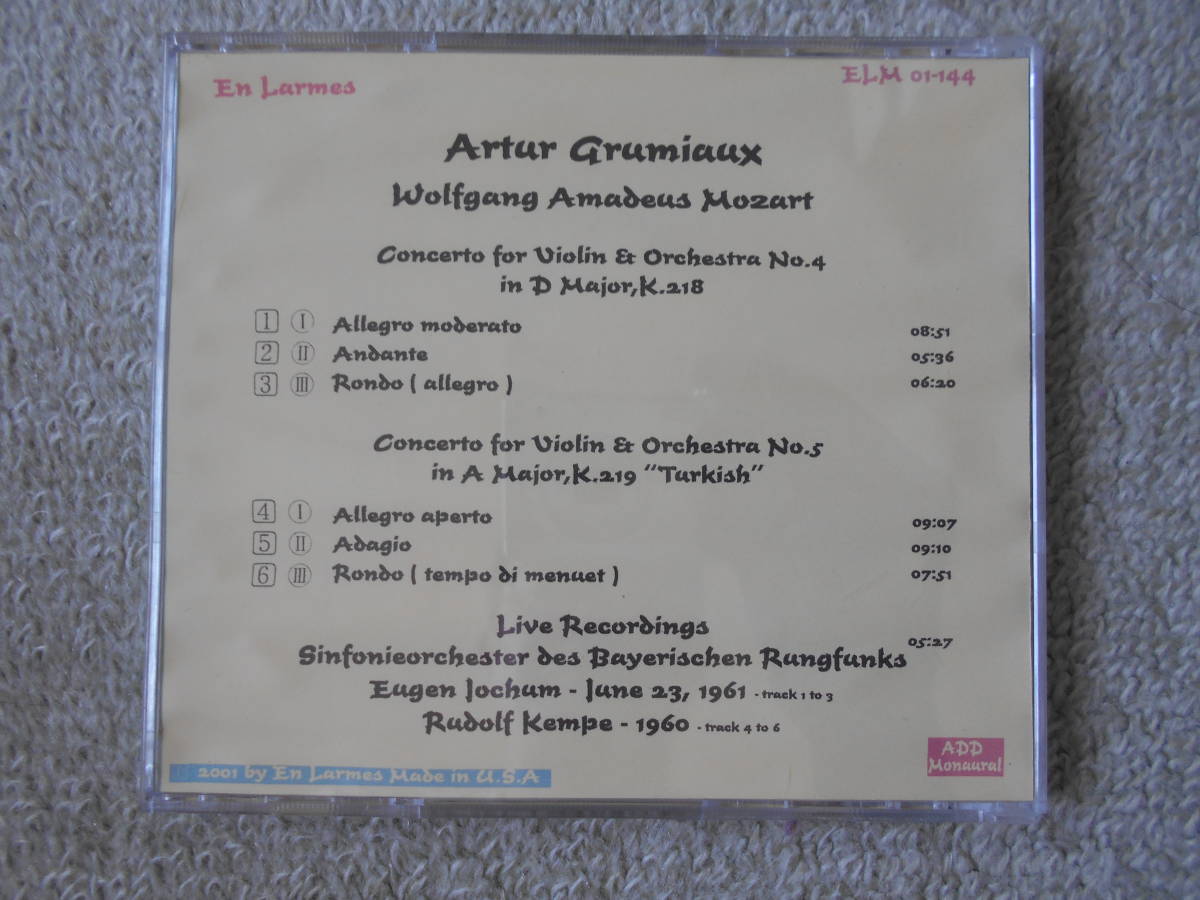 En Larmes ELM 01-144
Artur Grumiaux
Wolfgang Amadeus Mozart
Concerto for Violin & Orchestra No.4
in D Major,K.218
1 Ⅰ Allegro moderato 08:51
2 Ⅱ Andante 05:36
3 Ⅲ Rondo ( allegro ) 06:20
Concerto for Violin & Orchestra No.5
in A Major,K.219 "Turkish"
4 Ⅰ Allegro aperto 09:07
5 Ⅱ Adagio 09:10
6 Ⅲ Rondo ( tempo di menuet ) 07:51
Live Recordings
05:27
Sinfonieorchester des Bayerischen Rungfunks
Eugen Jochum - June 23, 1961 - track 1 to 3
Rudolf Kempe - 1960 - track 4 to 6
ADD
Monaural
2001 by En Larmes Made in U.S.A